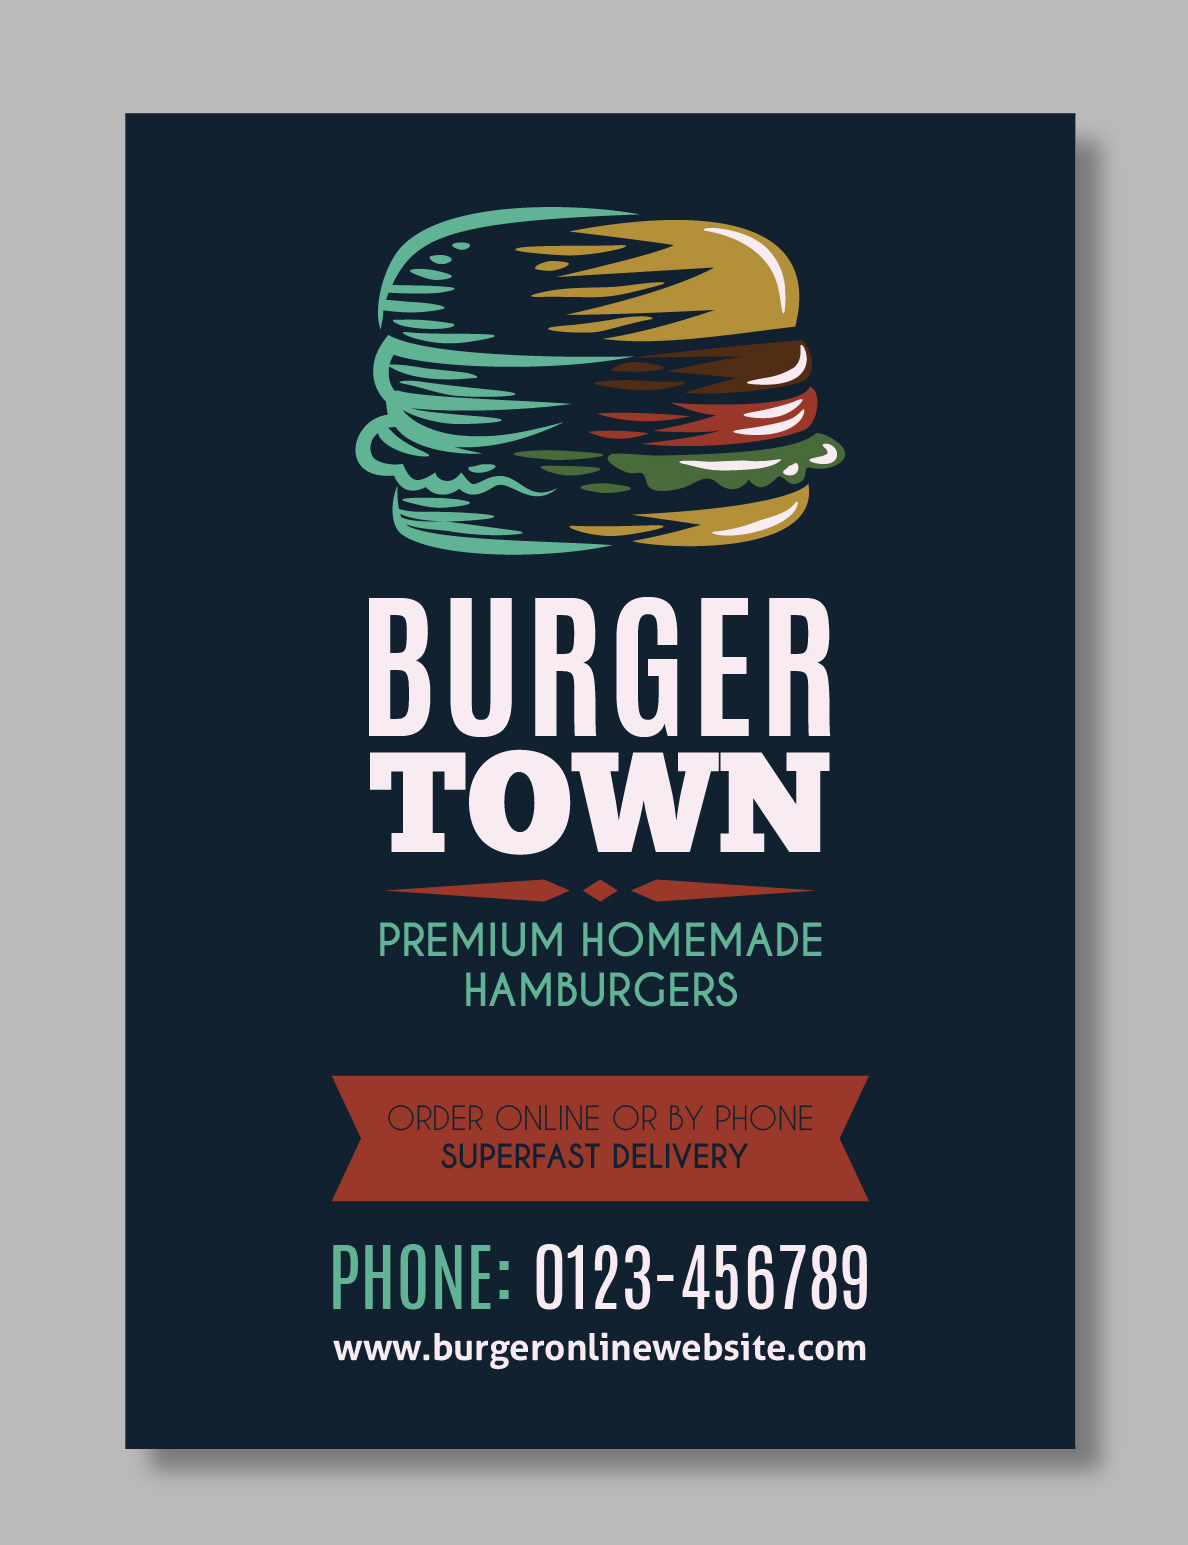 BURGER
TOWN
PREMIUM HOMEMADE
HAMBURGERS
ORDER ONLINE OR BY PHONE
SUPERFAST DELIVERY
PHONE: 0123-456789
www.burgeronlinewebsite.com